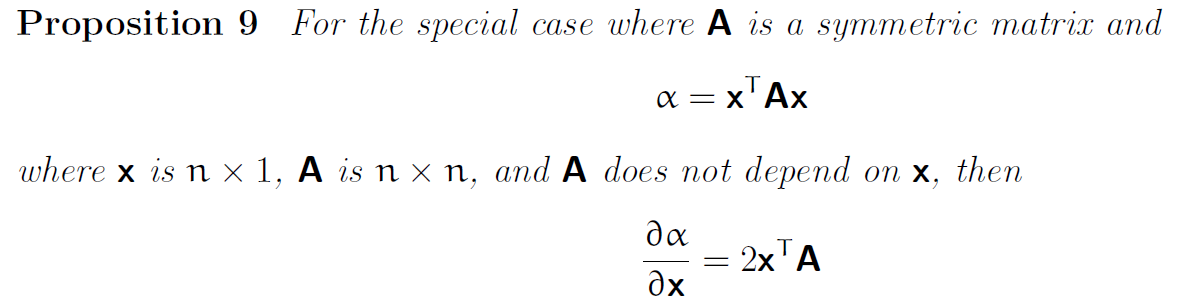 Proposition 9 For the special case where A is a symmetric matrix and
α = xᵀAx
where x is n × 1, A is n × n, and A does not depend on x, then
∂α/∂x = 2xᵀA